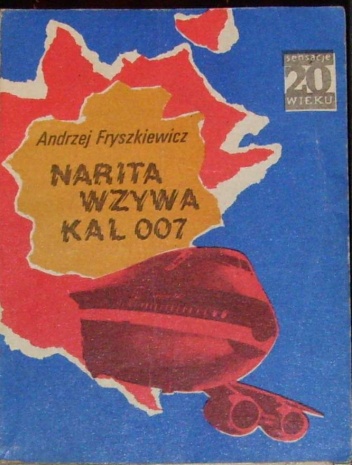 sensacje
20
WIEKU
Andrzej Fryszkiewicz
NARITA
WZYWA
KAL 007